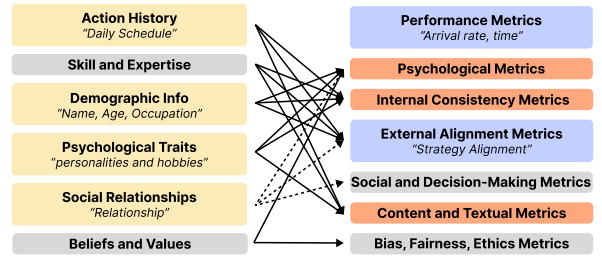 Action History
"Daily Schedule"
Skill and Expertise
Demographic Info
"Name, Age, Occupation"
Psychological Traits
"personalities and hobbies"
Social Relationships
"Relationship"
Beliefs and Values
Performance Metrics
"Arrival rate, time"
Psychological Metrics
Internal Consistency Metrics
External Alignment Metrics
"Strategy Alignment"
Social and Decision-Making Metrics
Content and Textual Metrics
Bias, Fairness, Ethics Metrics